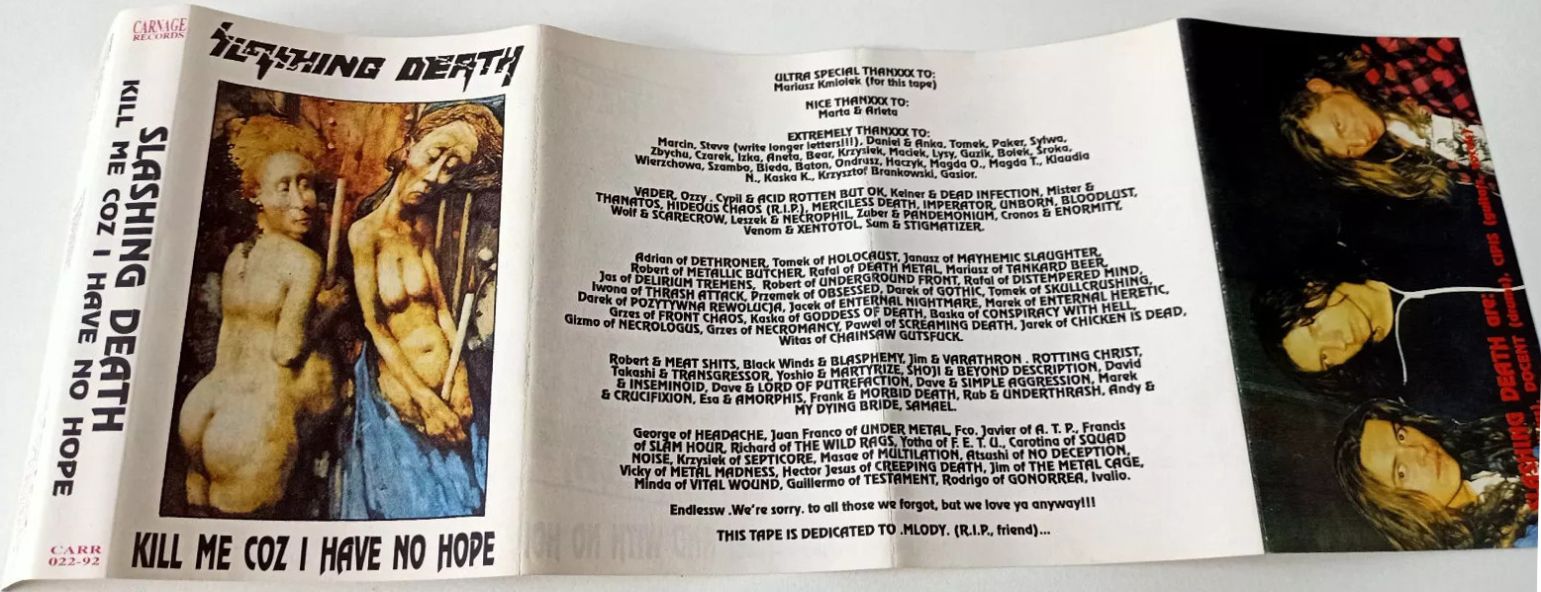 CARNAGE
RECORDS
SLASHING DEATH
KILL ME COZ I HAVE NO HOPE
CARR
022-92
SLASHING DEATH
KILL ME COZ I HAVE NO HOPE
ULTRA SPECIAL THANXXX TO:
Mariusz Kmiolek (for this tape)
NICE THANXXX TO:
Marta & Arleta
EXTREMELY THANXXX TO:
Marcin, Steve (write longer letters!!!), Daniel & Anka, Tomek, Paker, Sylwa,
Zbychu, Czarek, Izka, Aneta, Bear, Krzysiek, Maciek, Lysy, Guzik, Bolek, Sroka,
Wierzchowa, Szambo, Bleda, Baton, Ondrusz, Haczyk, Magda O., Magda T., Klaudia
N., Kaska K., Krzysztof Brankowski, Gasior.
VADER, Ozzy . Cypil & ACID ROTTEN BUT OK, Kelner & DEAD INFECTION, Mister &
THANATOS, HIDEOUS CHAOS (R.I.P.), MERCILESS DEATH, IMPERATOR, UNBORN, BLOODLUST,
Wolf & SCARECROW, Leszek & NECROPHIL, Zuber & PANDEMONIUM, Cronos & ENORMITY,
Venom & XENTOTOL, Sum & STIGMATIZER.
Adrian of DETHRONER, Tomek of HOLOCAUST, Janusz of MAYHEMIC SLAUGHTER,
Robert of METALLIC BUTCHER, Rafal of DEATH METAL, Mariusz of TANKARD BEER,
Jas of DELIRIUM TREMENS, Robert of UNDERGROUND FRONT, Rafal of DISTEMPERED MIND,
Iwona of THRASH ATTACK, Przemek of OBSESSED, Darek of GOTHIC, Tomek of SKULLCRUSHING,
Darek of POZYTYWNA REWOLUCJA, Jacek of ENTERNAL NIGHTMARE, Marek of ENTERNAL HERETIC,
Grzes of FRONT CHAOS, Kaska of GODDESS OF DEATH, Baska of CONSPIRACY WITH HELL,
Gizmo of NECROLOGUS, Grzes of NECROMANCY, Pawel of SCREAMING DEATH, Jarek of CHICKEN IS DEAD,
Witas of CHAINSAW GUTSFUCK.
Robert & MEAT SHITS, Black Winds & BLASPHEMY, Jim & VARATHRON . ROTTING CHRIST,
Takashi & TRANSGRESSOR, Yoshio & MARTYRIZE, SHOJI & BEYOND DESCRIPTION, David
& INSEMINOID, Dave & LORD OF PUTREFACTION, Dave & SIMPLE AGGRESSION, Marek
& CRUCIFIXION, Esa & AMORPHIS, Frank & MORBID DEATH, Rub & UNDERTHRASH, Andy &
MY DYING BRIDE, SAMAEL.
George of HEADACHE, Juan Franco of UNDER METAL, Fco. Javier of A. T. P., Francis
of SLAM HOUR, Richard of THE WILD RAGS, Yotha of F. E. T. U., Carotina of SQUAD
NOISE, Krzysiek of SEPTICORE, Masae of MULTILATION, Atsushi of NO DECEPTION,
Vicky of METAL MADNESS, Hector Jesus of CREEPING DEATH, Jim of THE METAL CAGE,
Minda of VITAL WOUND, Guillermo of TESTAMENT, Rodrigo of GONORREA, Ivalio.
Endlessw .We're sorry. to all those we forgot, but we love ya anyway!!!
THIS TAPE IS DEDICATED TO .MLODY. (R.I.P., friend)...
SLASHING DEATH are:
DOCENT (drums), CIPIS (guitars, vocals)